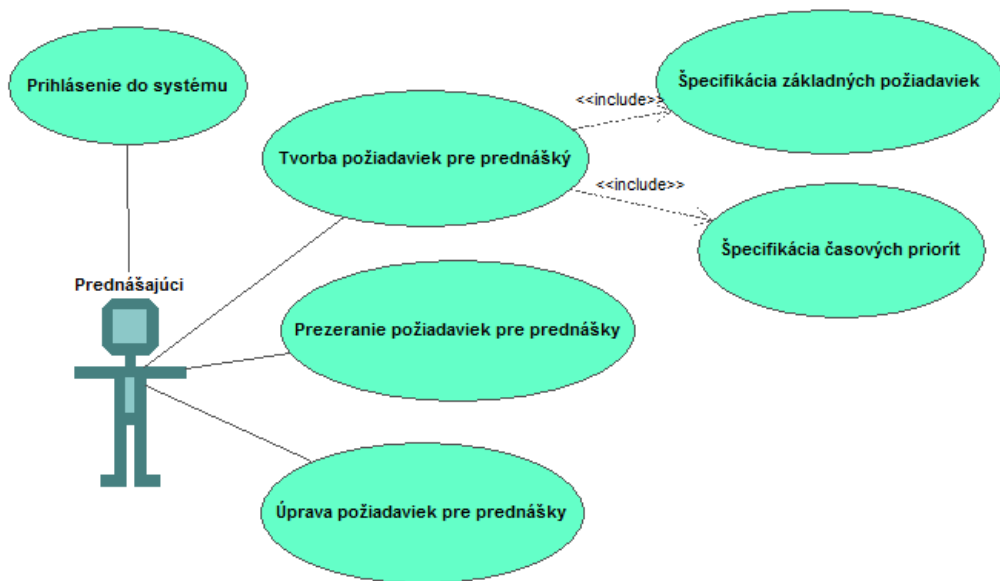 Prihlásenie do systému
Špecifikácia základných požiadaviek
<<include>>
Tvorba požiadaviek pre prednášký
<<include>>
Špecifikácia časových priorít
Prednášajúci
Prezeranie požiadaviek pre prednášky
Úprava požiadaviek pre prednášky